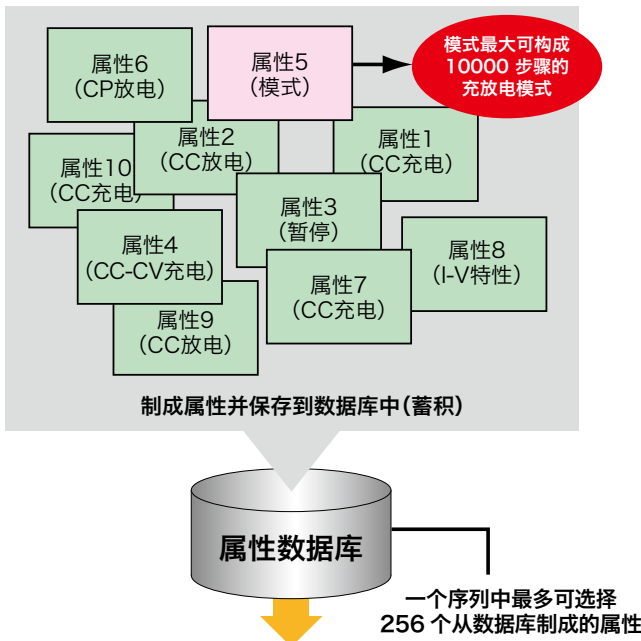 属性6
（CP放电）
属性5
（模式）
模式最大可构成
10000 步骤的
充放电模式
属性2
（CC放电）
属性1
（CC充电）
属性10
（CC充电）
属性3
（暂停）
属性4
（CC-CV充电）
属性8
（I-V特性）
属性7
（CC充电）
属性9
（CC放电）
制成属性并保存到数据库中（蓄积）
属性数据库
一个序列中最多可选择
256 个从数据库制成的属性